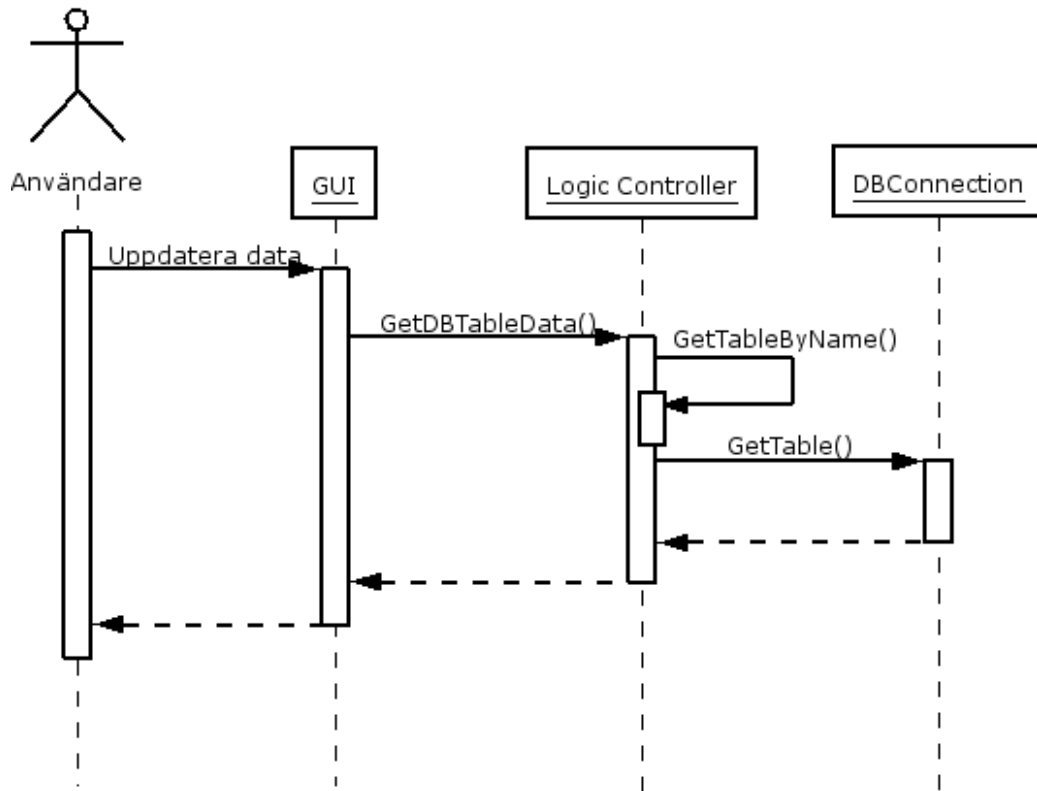 Användare
GUI
Logic Controller
DBConnection
Uppdatera data
GetDBTableData()
GetTableByName()
GetTable()